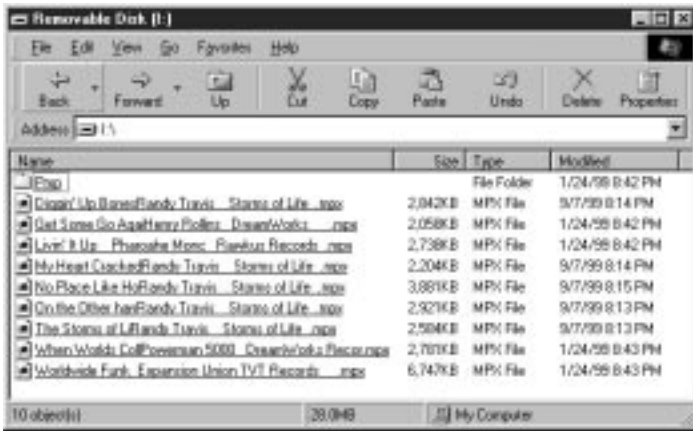 Removable Disk (I:)
File Edit View Go Favorites Help
Back Forward Up Cut Copy Paste Undo Delete Properties
Address I:\
Name Size Type Modified
Pmp File Folder 1/24/99 8:42 PM
Diggin' Up BonesRandy Travis Storms of Life .mpx 2,842KB MPX File 9/7/99 8:14 PM
Get Some Go AgaiHenry Rollins DreamWorks .mpx 2,058KB MPX File 1/24/99 8:42 PM
Livin' It Up Pharoahe Monc Rawkus Records .mpx 2,738KB MPX File 1/24/99 8:42 PM
My Heart CrackedRandy Travis Storms of Life .mpx 2,204KB MPX File 9/7/99 8:14 PM
No Place Like HoRandy Travis Storms of Life .mpx 3,881KB MPX File 9/7/99 8:15 PM
On the Other hanRandy Travis Storms of Life .mpx 2,921KB MPX File 9/7/99 8:13 PM
The Storms of LiRandy Travis Storms of Life .mpx 2,504KB MPX File 9/7/99 8:13 PM
When Worlds CollPowerman 5000 DreamWorks Recor.mpx 2,781KB MPX File 1/24/99 8:43 PM
Worldwide Funk, Expansion Union TVT Records .mpx 6,747KB MPX File 1/24/99 8:43 PM
10 object(s) 28.0MB My Computer